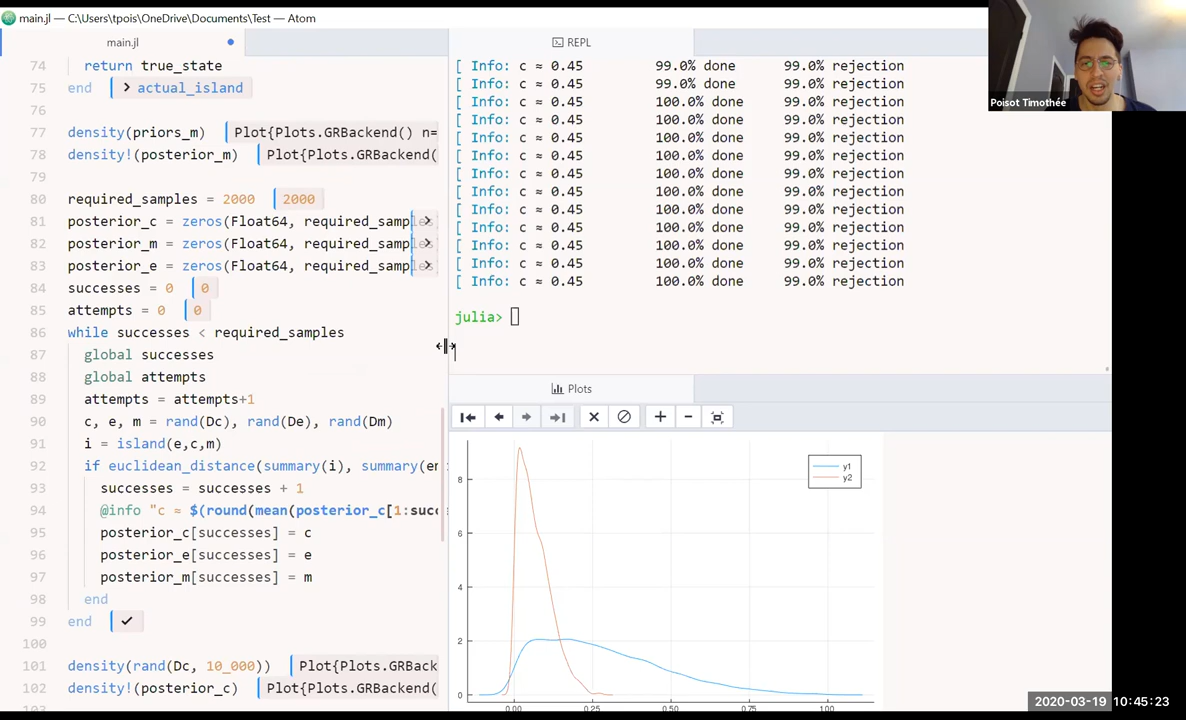 main.jl — C:\Users\tpois\OneDrive\Documents\Test — Atom
main.jl
74 return true_state
75 end > actual_island
76
77 density(priors_m) Plot{Plots.GRBackend() n=
78 density!(posterior_m) Plot{Plots.GRBackend(
79
80 required_samples = 2000 2000
81 posterior_c = zeros(Float64, required_samples >
82 posterior_m = zeros(Float64, required_samples >
83 posterior_e = zeros(Float64, required_samples >
84 successes = 0 0
85 attempts = 0 0
86 while successes < required_samples
87 global successes
88 global attempts
89 attempts = attempts+1
90 c, e, m = rand(Dc), rand(De), rand(Dm)
91 i = island(e,c,m)
92 if euclidean_distance(summary(i), summary(em
93 successes = successes + 1
94 @info "c ≈ $(round(mean(posterior_c[1:succ
95 posterior_c[successes] = c
96 posterior_e[successes] = e
97 posterior_m[successes] = m
98 end
99 end ✓
100
101 density(rand(Dc, 10_000)) Plot{Plots.GRBack
102 density!(posterior_c) Plot{Plots.GRBackend(
REPL
[ Info: c ≈ 0.45 99.0% done 99.0% rejection
[ Info: c ≈ 0.45 99.0% done 99.0% rejection
[ Info: c ≈ 0.45 100.0% done 99.0% rejection
[ Info: c ≈ 0.45 100.0% done 99.0% rejection
[ Info: c ≈ 0.45 100.0% done 99.0% rejection
[ Info: c ≈ 0.45 100.0% done 99.0% rejection
[ Info: c ≈ 0.45 100.0% done 99.0% rejection
[ Info: c ≈ 0.45 100.0% done 99.0% rejection
[ Info: c ≈ 0.45 100.0% done 99.0% rejection
[ Info: c ≈ 0.45 100.0% done 99.0% rejection
[ Info: c ≈ 0.45 100.0% done 99.0% rejection
[ Info: c ≈ 0.45 100.0% done 99.0% rejection
[ Info: c ≈ 0.45 100.0% done 99.0% rejection
julia>
Poisot Timothée
Plots
y1
y2
8
6
4
2
0
0.00 0.25 0.50 0.75 1.00
2020-03-19 10:45:23